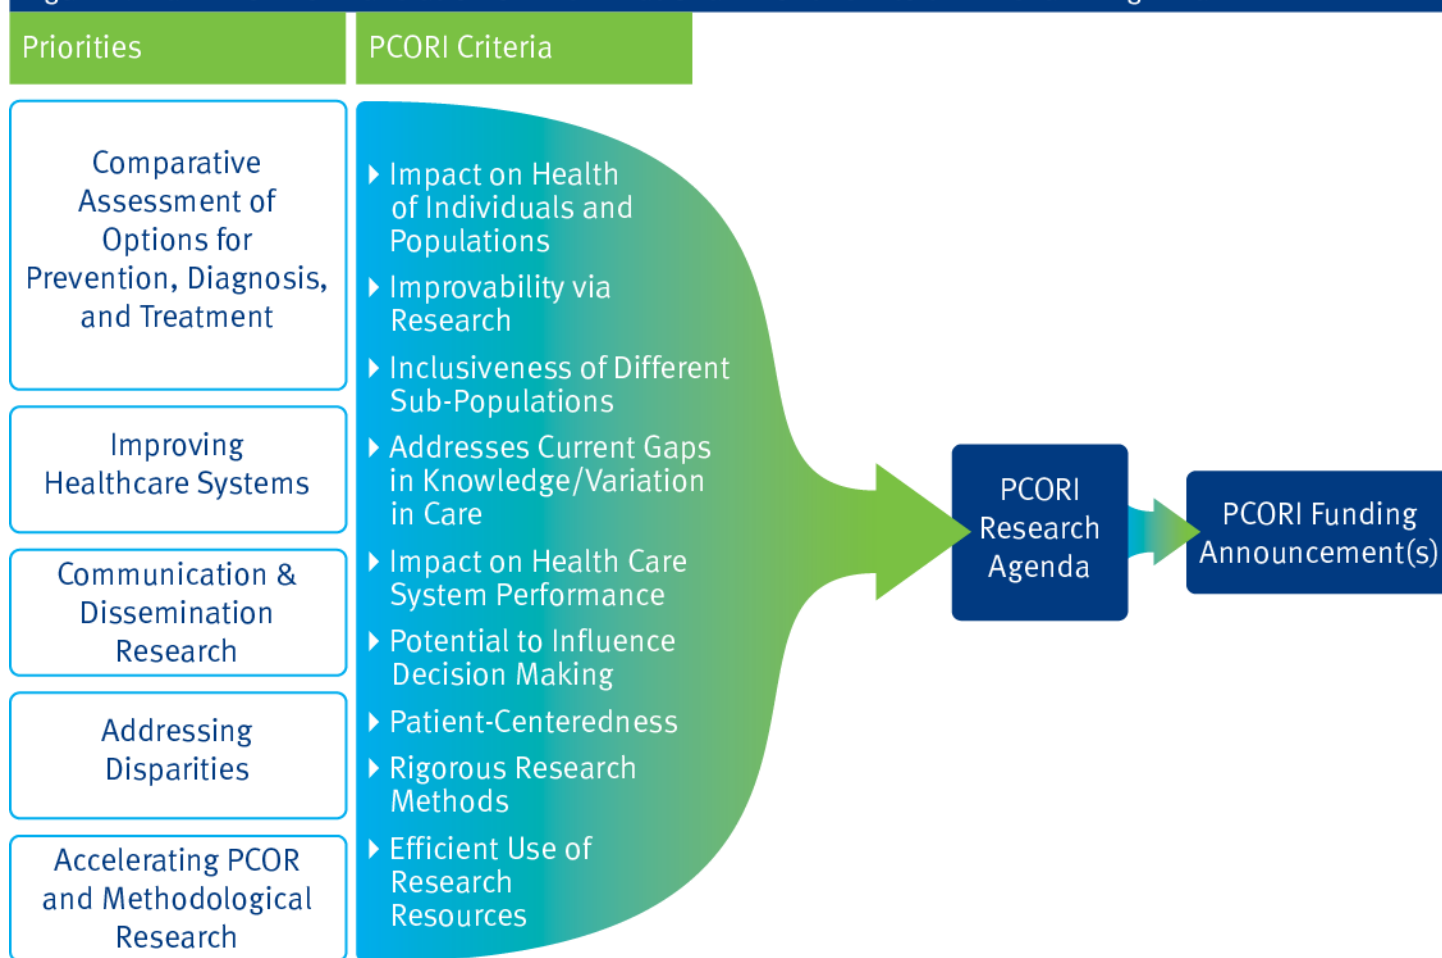 Priorities
PCORI Criteria
Comparative
Assessment of
Options for
Prevention, Diagnosis,
and Treatment
Improving
Healthcare Systems
Communication &
Dissemination
Research
Addressing
Disparities
Accelerating PCOR
and Methodological
Research
Impact on Health
of Individuals and
Populations
Improvability via
Research
Inclusiveness of Different
Sub-Populations
Addresses Current Gaps
in Knowledge/Variation
in Care
Impact on Health Care
System Performance
Potential to Influence
Decision Making
Patient-Centeredness
Rigorous Research
Methods
Efficient Use of
Research
Resources
PCORI
Research
Agenda
PCORI Funding
Announcement(s)